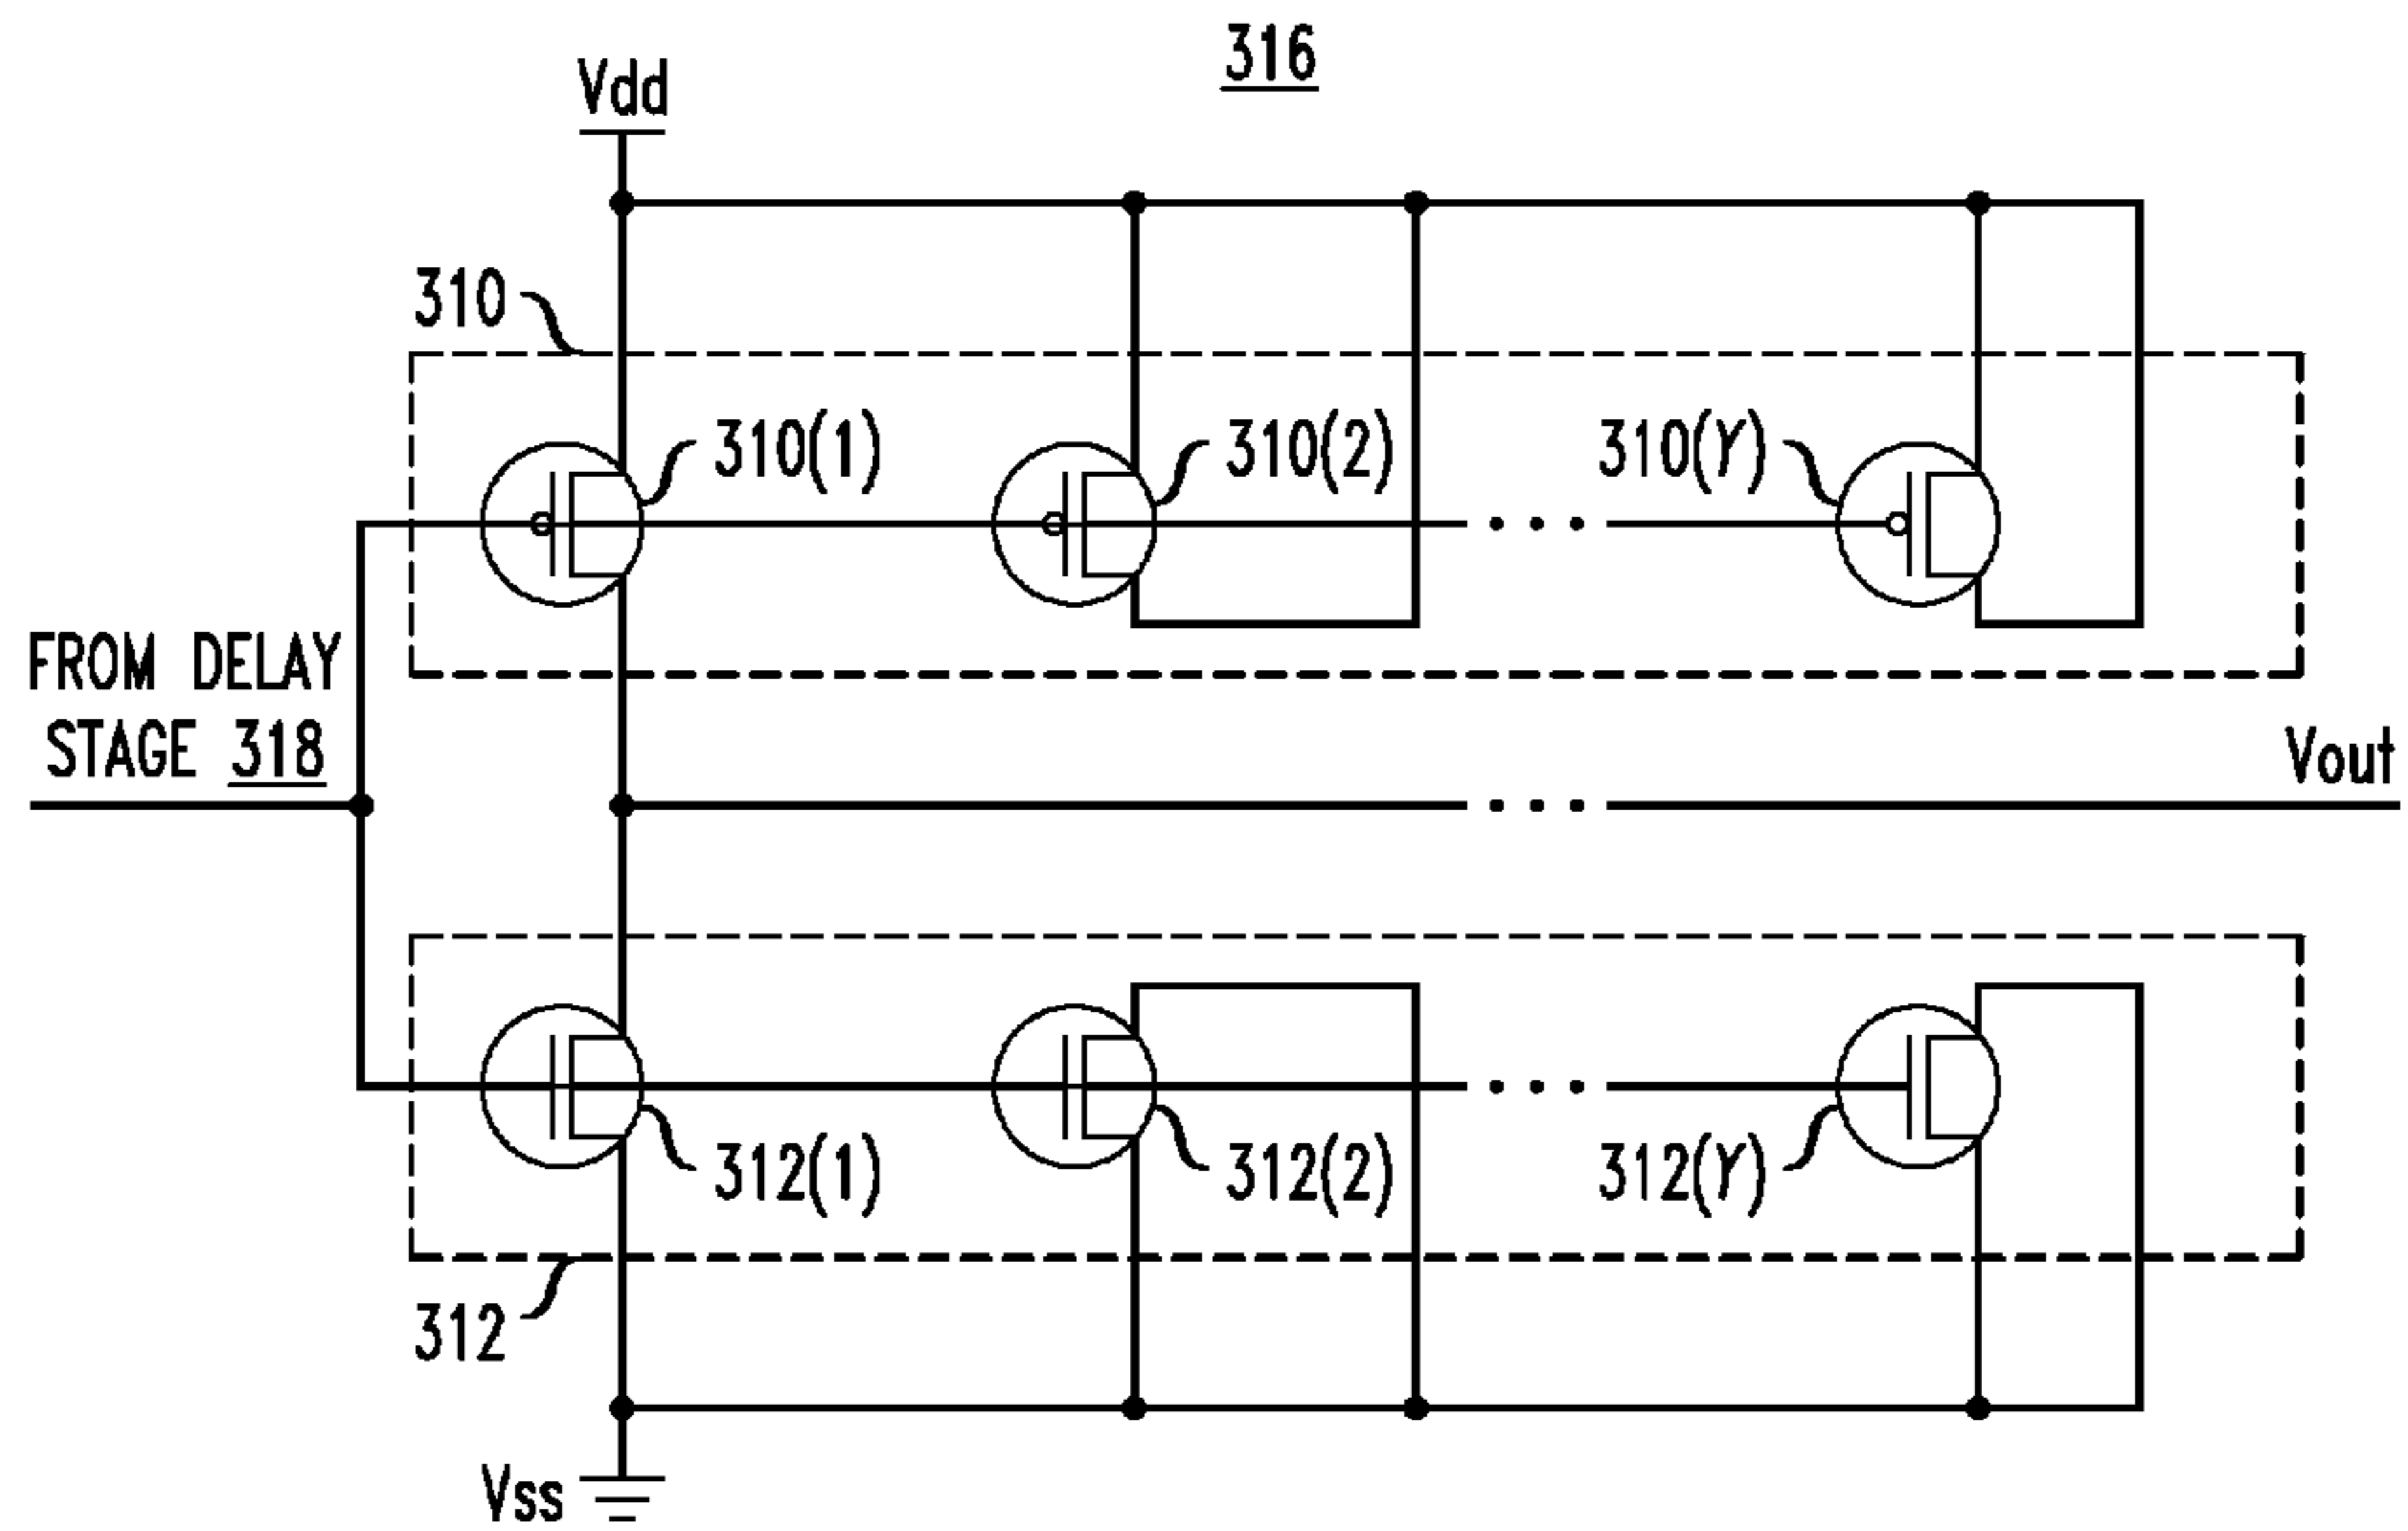 316
Vdd
310
310(1)
310(2)
310(Y)
FROM DELAY
STAGE 318
Vout
312(1)
312(2)
312(Y)
312
Vss